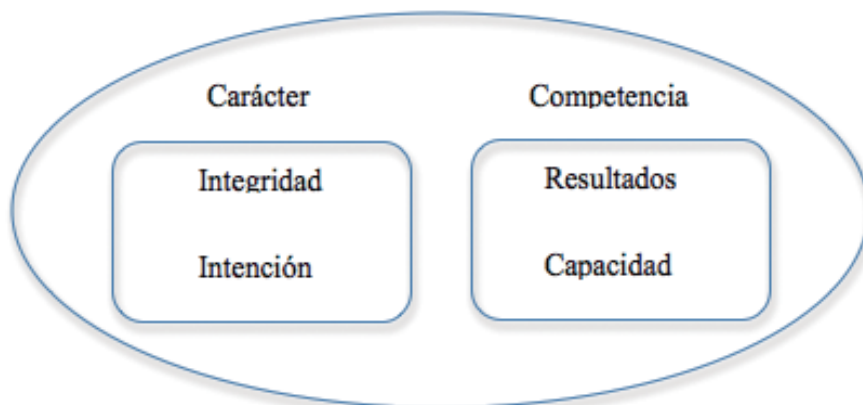 Carácter
Competencia
Integridad
Intención
Resultados
Capacidad